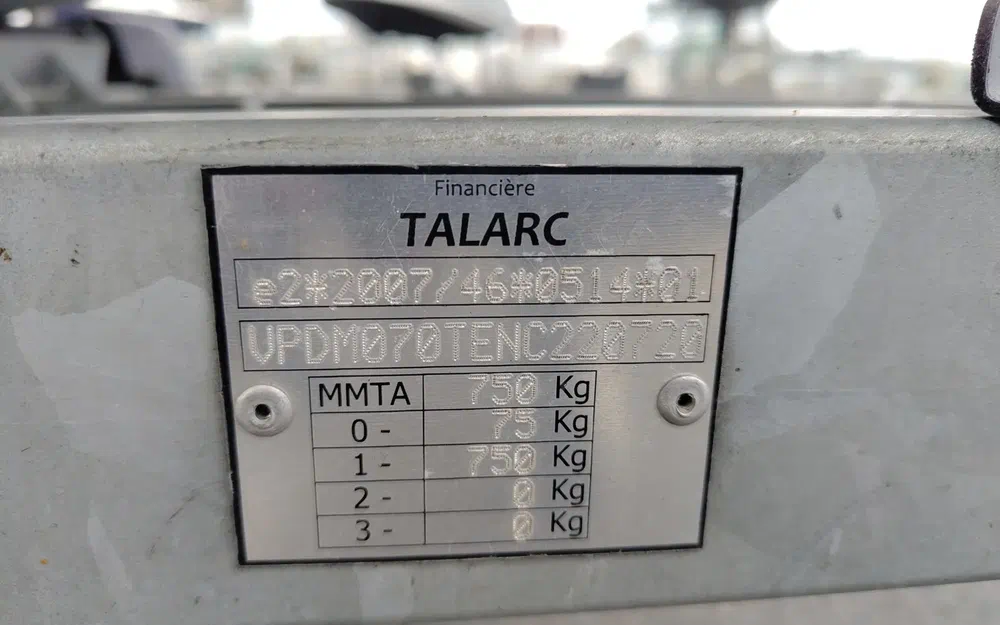 Financière
TALARC
e2*2007/46*0514*01
VPDM070TENC220720
MMTA 750 Kg
0 - 75 Kg
1 - 750 Kg
2 - 0 Kg
3 - 0 Kg